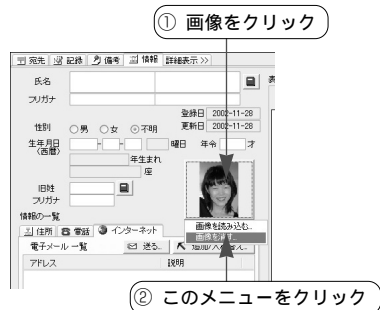 ① 画像をクリック
宛先 記録 備考 情報 詳細表示 >>
氏名
フリガナ
登録日 2002-11-28
性別 ○男 ○女 ◎不明 更新日 2002-11-28
生年月日 - - 曜日 年令 才
(西暦) 年生まれ
座
旧姓
フリガナ
情報の一覧
住所 電話 インターネット
画像を読み込む..
画像を消す..
電子メール一覧 送る..
アドレス 説明
② このメニューをクリック